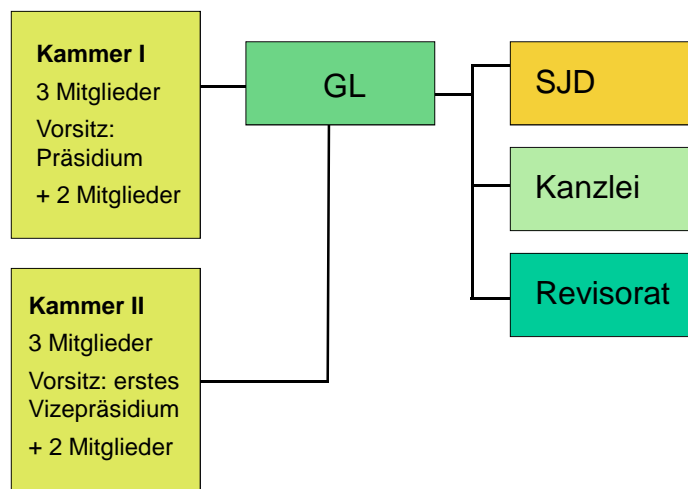 Kammer I
3 Mitglieder
Vorsitz:
Präsidium
+ 2 Mitglieder
GL
SJD
Kanzlei
Revisorat
Kammer II
3 Mitglieder
Vorsitz: erstes
Vizepräsidium
+ 2 Mitglieder